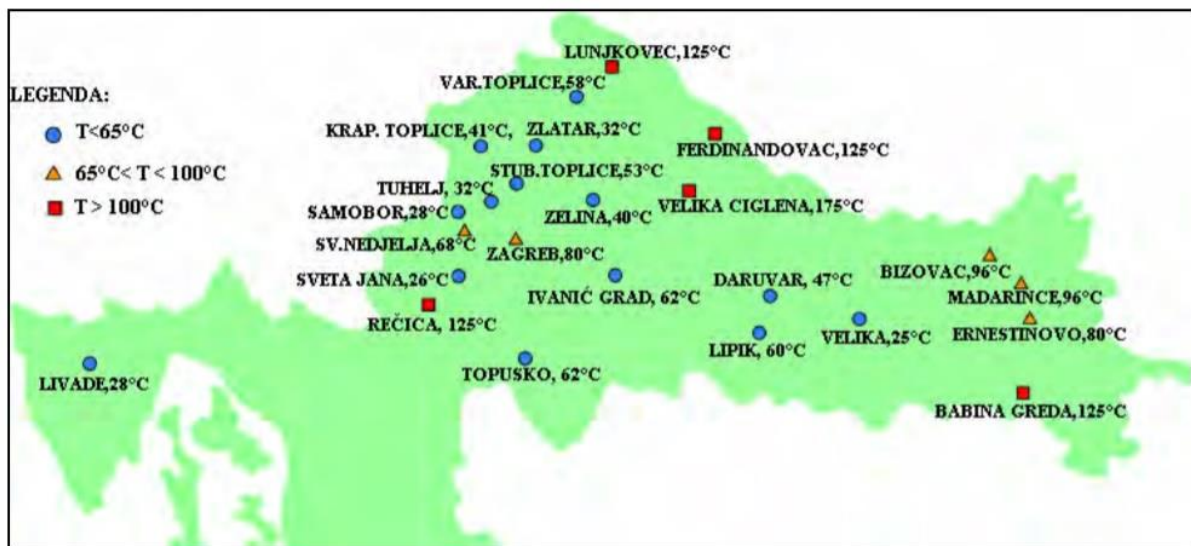 LUNJKOVEC,125°C
VAR.TOPLICE,58°C
LEGENDA:
T<65°C
65°C< T < 100°C
T > 100°C
KRAP. TOPLICE,41°C,
ZLATAR,32°C
FERDINANDOVAC,125°C
STUB.TOPLICE,53°C
TUHELJ, 32°C
SAMOBOR,28°C
ZELINA,40°C
VELIKA CIGLENA,175°C
SV.NEDJELJA,68°C
ZAGREB,80°C
SVETA JANA,26°C
IVANIĆ GRAD, 62°C
DARUVAR, 47°C
BIZOVAC,96°C
MADARINCE,96°C
REČICA, 125°C
LIPIK, 60°C
VELIKA,25°C
ERNESTINOVO,80°C
LIVADE,28°C
TOPUSKO, 62°C
BABINA GREDA,125°C